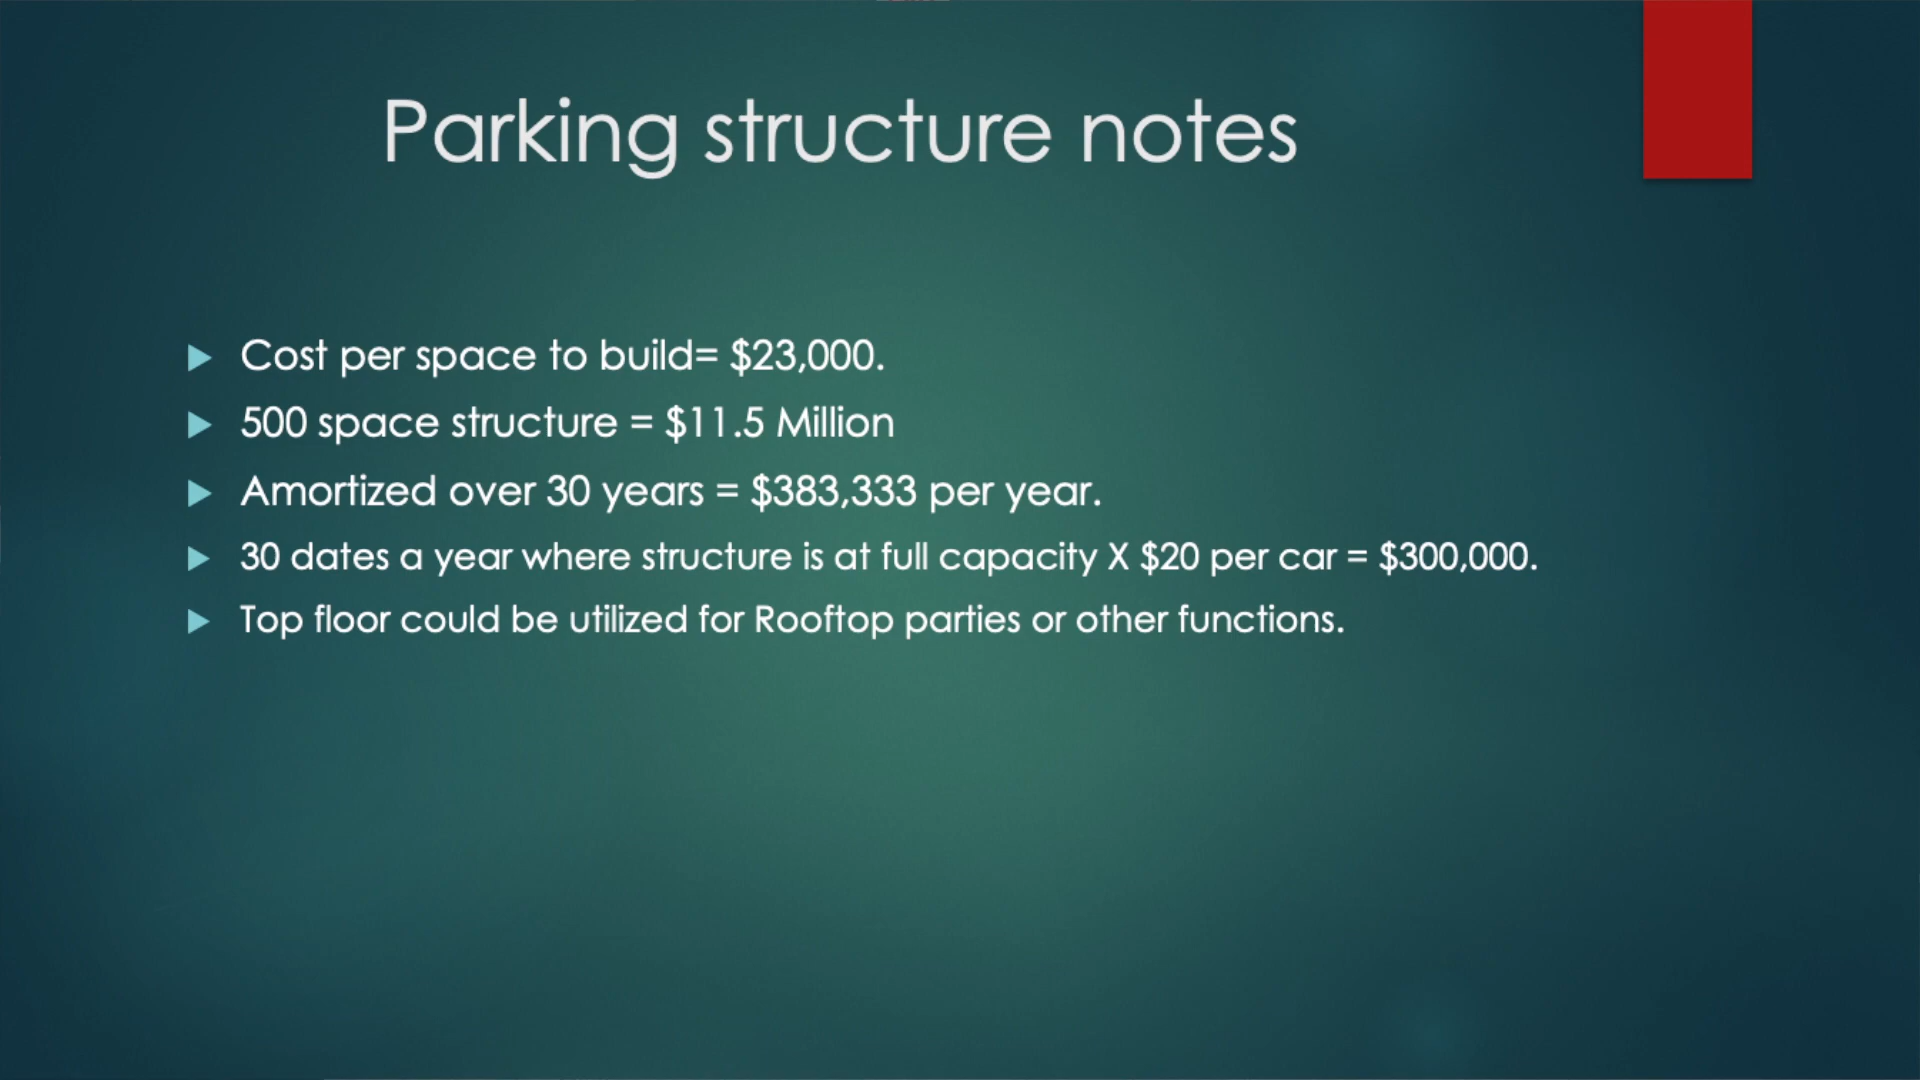 Parking structure notes
Cost per space to build= $23,000.
500 space structure = $11.5 Million
Amortized over 30 years = $383,333 per year.
30 dates a year where structure is at full capacity X $20 per car = $300,000.
Top floor could be utilized for Rooftop parties or other functions.